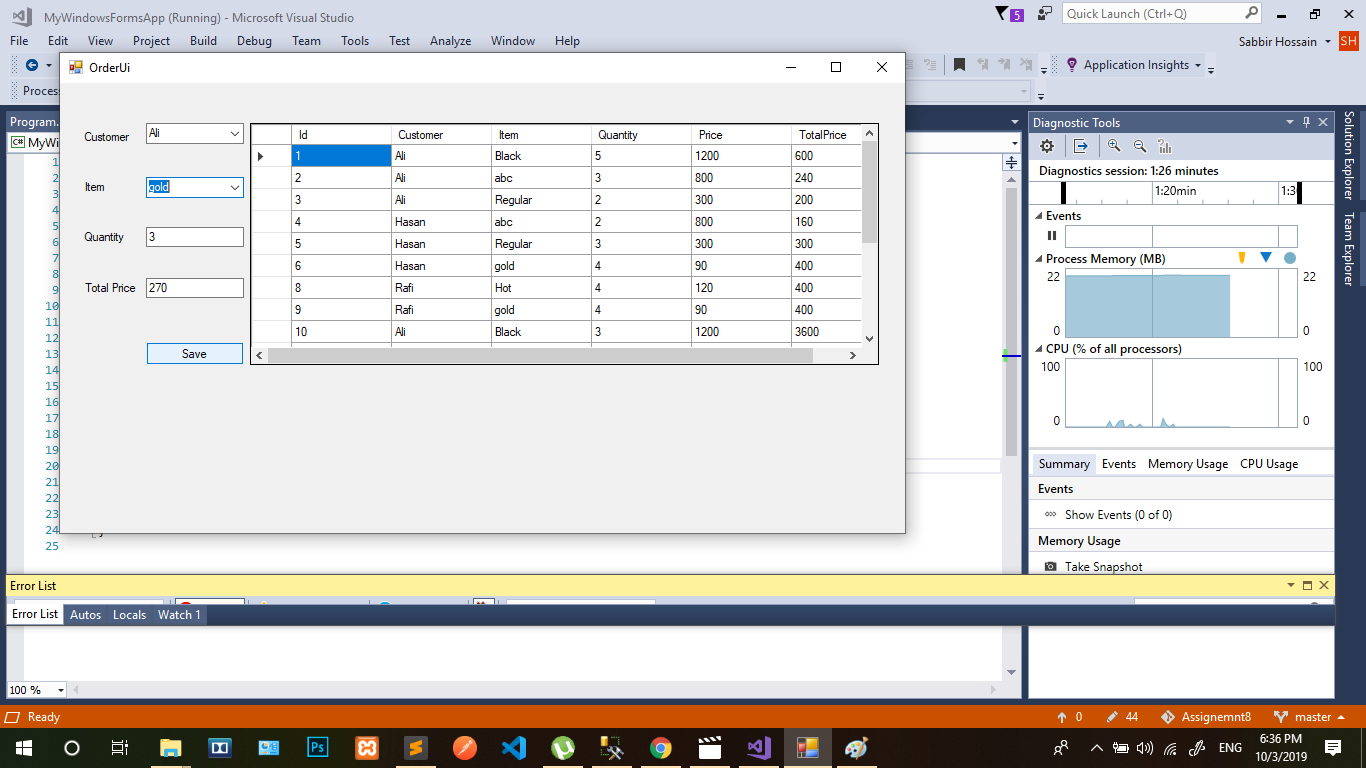 MyWindowsFormsApp (Running) - Microsoft Visual Studio
5
Quick Launch (Ctrl+Q)
File Edit View Project Build Debug Team Tools Test Analyze Window Help
Sabbir Hossain SH
OrderUi
Application Insights
Customer Ali
Item gold
Quantity 3
Total Price 270
Save
Id Customer Item Quantity Price TotalPrice
1 Ali Black 5 1200 600
2 Ali abc 3 800 240
3 Ali Regular 2 300 200
4 Hasan abc 2 800 160
5 Hasan Regular 3 300 300
6 Hasan gold 4 90 400
8 Rafi Hot 4 120 400
9 Rafi gold 4 90 400
10 Ali Black 3 1200 3600
Proces
Program.
C# MyWi
1
2
3
4
5
6
7
8
9
10
11
12
13
14
15
16
17
18
19
20
21
22
23
24
25
Diagnostic Tools
Diagnostics session: 1:26 minutes
1:20min 1:3
Events
Process Memory (MB)
22 22
0 0
CPU (% of all processors)
100 100
0 0
Summary Events Memory Usage CPU Usage
Events
Show Events (0 of 0)
Memory Usage
Take Snapshot
Solution Explorer
Team Explorer
Error List
Error List Autos Locals Watch 1
100 %
Ready
0 44 Assignemnt8 master
Ps
ENG
6:36 PM
10/3/2019